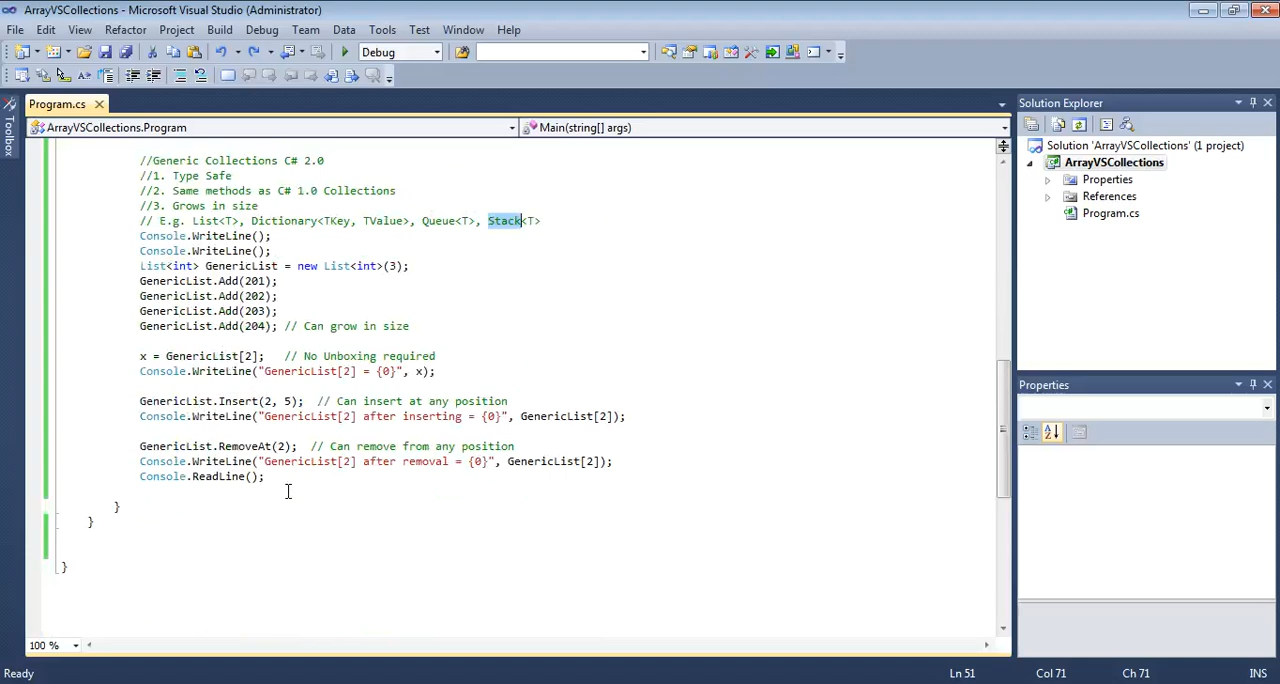 ArrayVSCollections - Microsoft Visual Studio (Administrator)
File Edit View Refactor Project Build Debug Team Data Tools Test Window Help
Debug
Program.cs
Solution Explorer
ArrayVSCollections.Program
Main(string[] args)
Toolbox
Solution 'ArrayVSCollections' (1 project)
ArrayVSCollections
Properties
References
Program.cs
//Generic Collections C# 2.0
//1. Type Safe
//2. Same methods as C# 1.0 Collections
//3. Grows in size
// E.g. List<T>, Dictionary<TKey, TValue>, Queue<T>, Stack<T>
Console.WriteLine();
Console.WriteLine();
List<int> GenericList = new List<int>(3);
GenericList.Add(201);
GenericList.Add(202);
GenericList.Add(203);
GenericList.Add(204); // Can grow in size
x = GenericList[2];   // No Unboxing required
Console.WriteLine("GenericList[2] = {0}", x);
GenericList.Insert(2, 5);  // Can insert at any position
Console.WriteLine("GenericList[2] after inserting = {0}", GenericList[2]);
GenericList.RemoveAt(2);  // Can remove from any position
Console.WriteLine("GenericList[2] after removal = {0}", GenericList[2]);
Console.ReadLine();
}
}
}
Properties
100 %
Ready
Ln 51
Col 71
Ch 71
INS